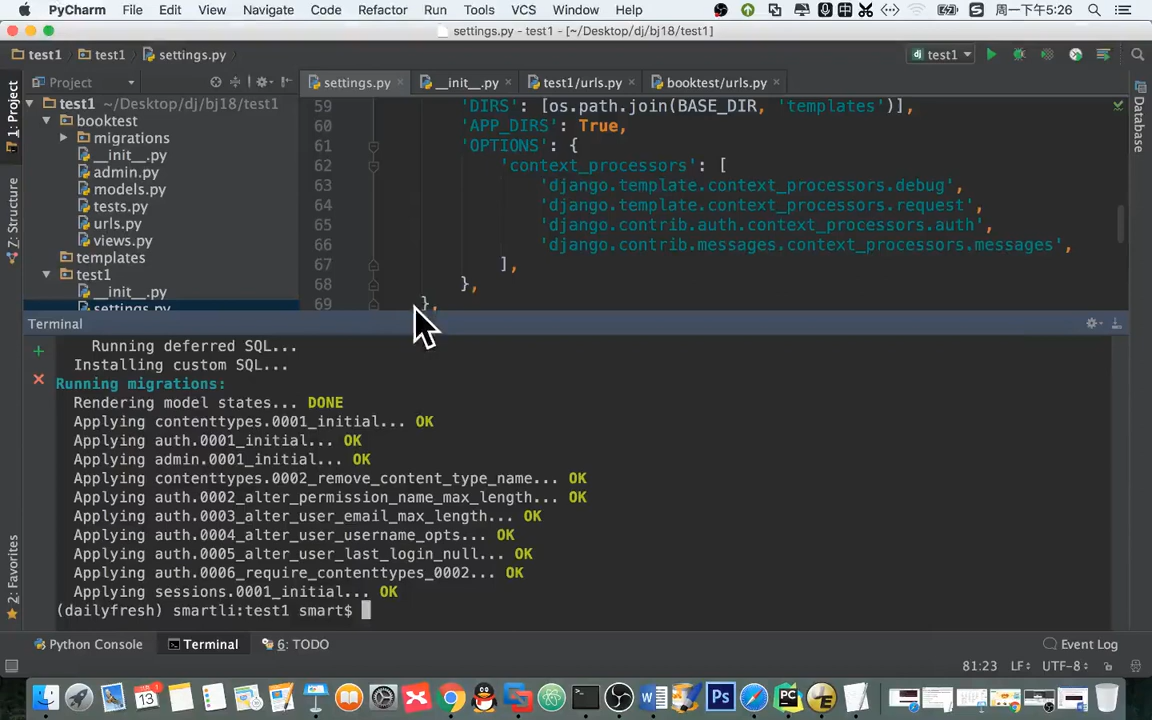 PyCharm File Edit View Navigate Code Refactor Run Tools VCS Window Help 周一下午5:26
settings.py - test1 - [~/Desktop/dj/bj18/test1]
test1 test1 settings.py test1
Project settings.py __init__.py test1/urls.py booktest/urls.py
1: Project
7: Structure
2: Favorites
Database
test1 ~/Desktop/dj/bj18/test1
booktest
migrations
__init__.py
admin.py
models.py
tests.py
urls.py
views.py
templates
test1
__init__.py
settings.py
59 'DIRS': [os.path.join(BASE_DIR, 'templates')],
60 'APP_DIRS': True,
61 'OPTIONS': {
62 'context_processors': [
63 'django.template.context_processors.debug',
64 'django.template.context_processors.request',
65 'django.contrib.auth.context_processors.auth',
66 'django.contrib.messages.context_processors.messages',
67 ],
68 },
69 },
Terminal
Running deferred SQL...
Installing custom SQL...
Running migrations:
Rendering model states... DONE
Applying contenttypes.0001_initial... OK
Applying auth.0001_initial... OK
Applying admin.0001_initial... OK
Applying contenttypes.0002_remove_content_type_name... OK
Applying auth.0002_alter_permission_name_max_length... OK
Applying auth.0003_alter_user_email_max_length... OK
Applying auth.0004_alter_user_username_opts... OK
Applying auth.0005_alter_user_last_login_null... OK
Applying auth.0006_require_contenttypes_0002... OK
Applying sessions.0001_initial... OK
(dailyfresh) smartli:test1 smart$
Python Console Terminal 6: TODO Event Log
81:23 LF: UTF-8: